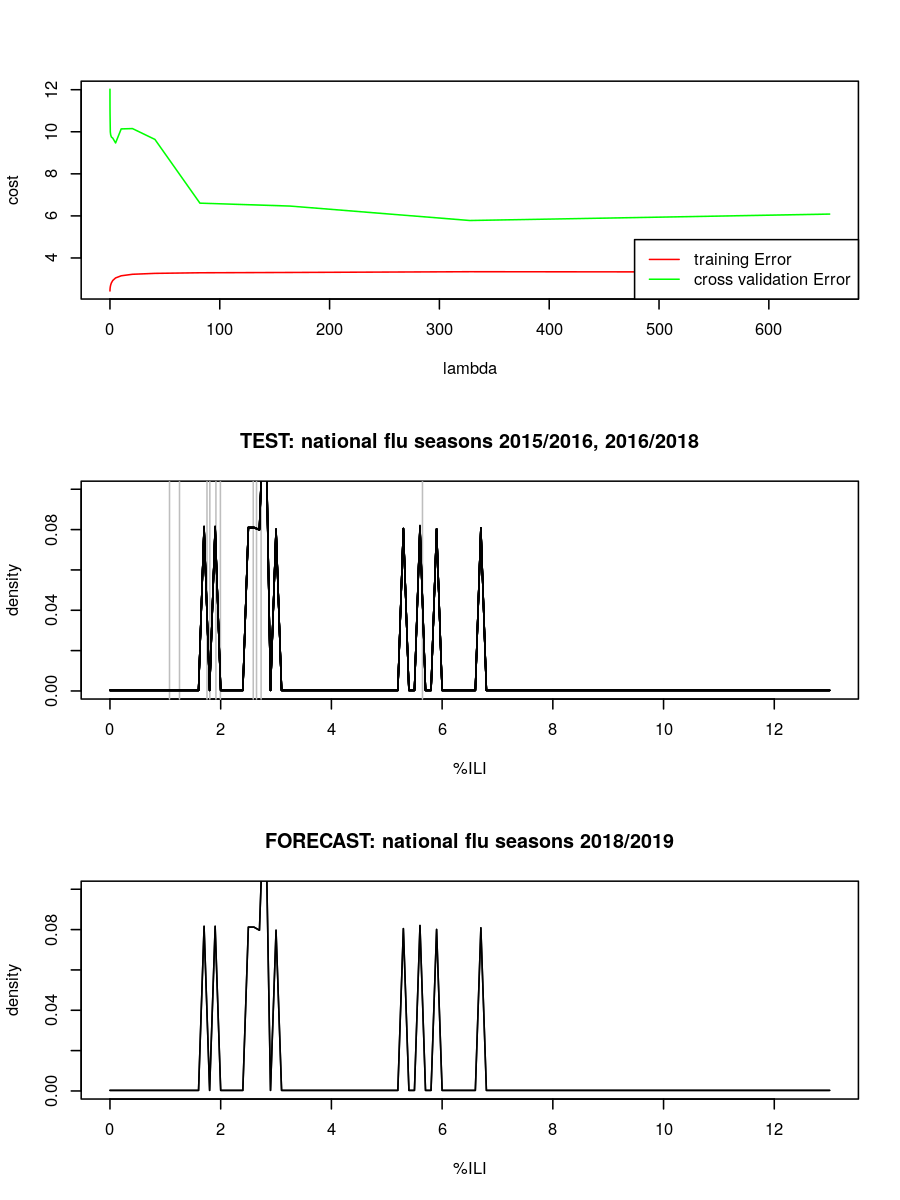 cost
12
10
8
6
4
training Error
cross validation Error
0 100 200 300 400 500 600
lambda
TEST: national flu seasons 2015/2016, 2016/2018
density
0.08
0.04
0.00
0 2 4 6 8 10 12
%ILI
FORECAST: national flu seasons 2018/2019
density
0.08
0.04
0.00
0 2 4 6 8 10 12
%ILI